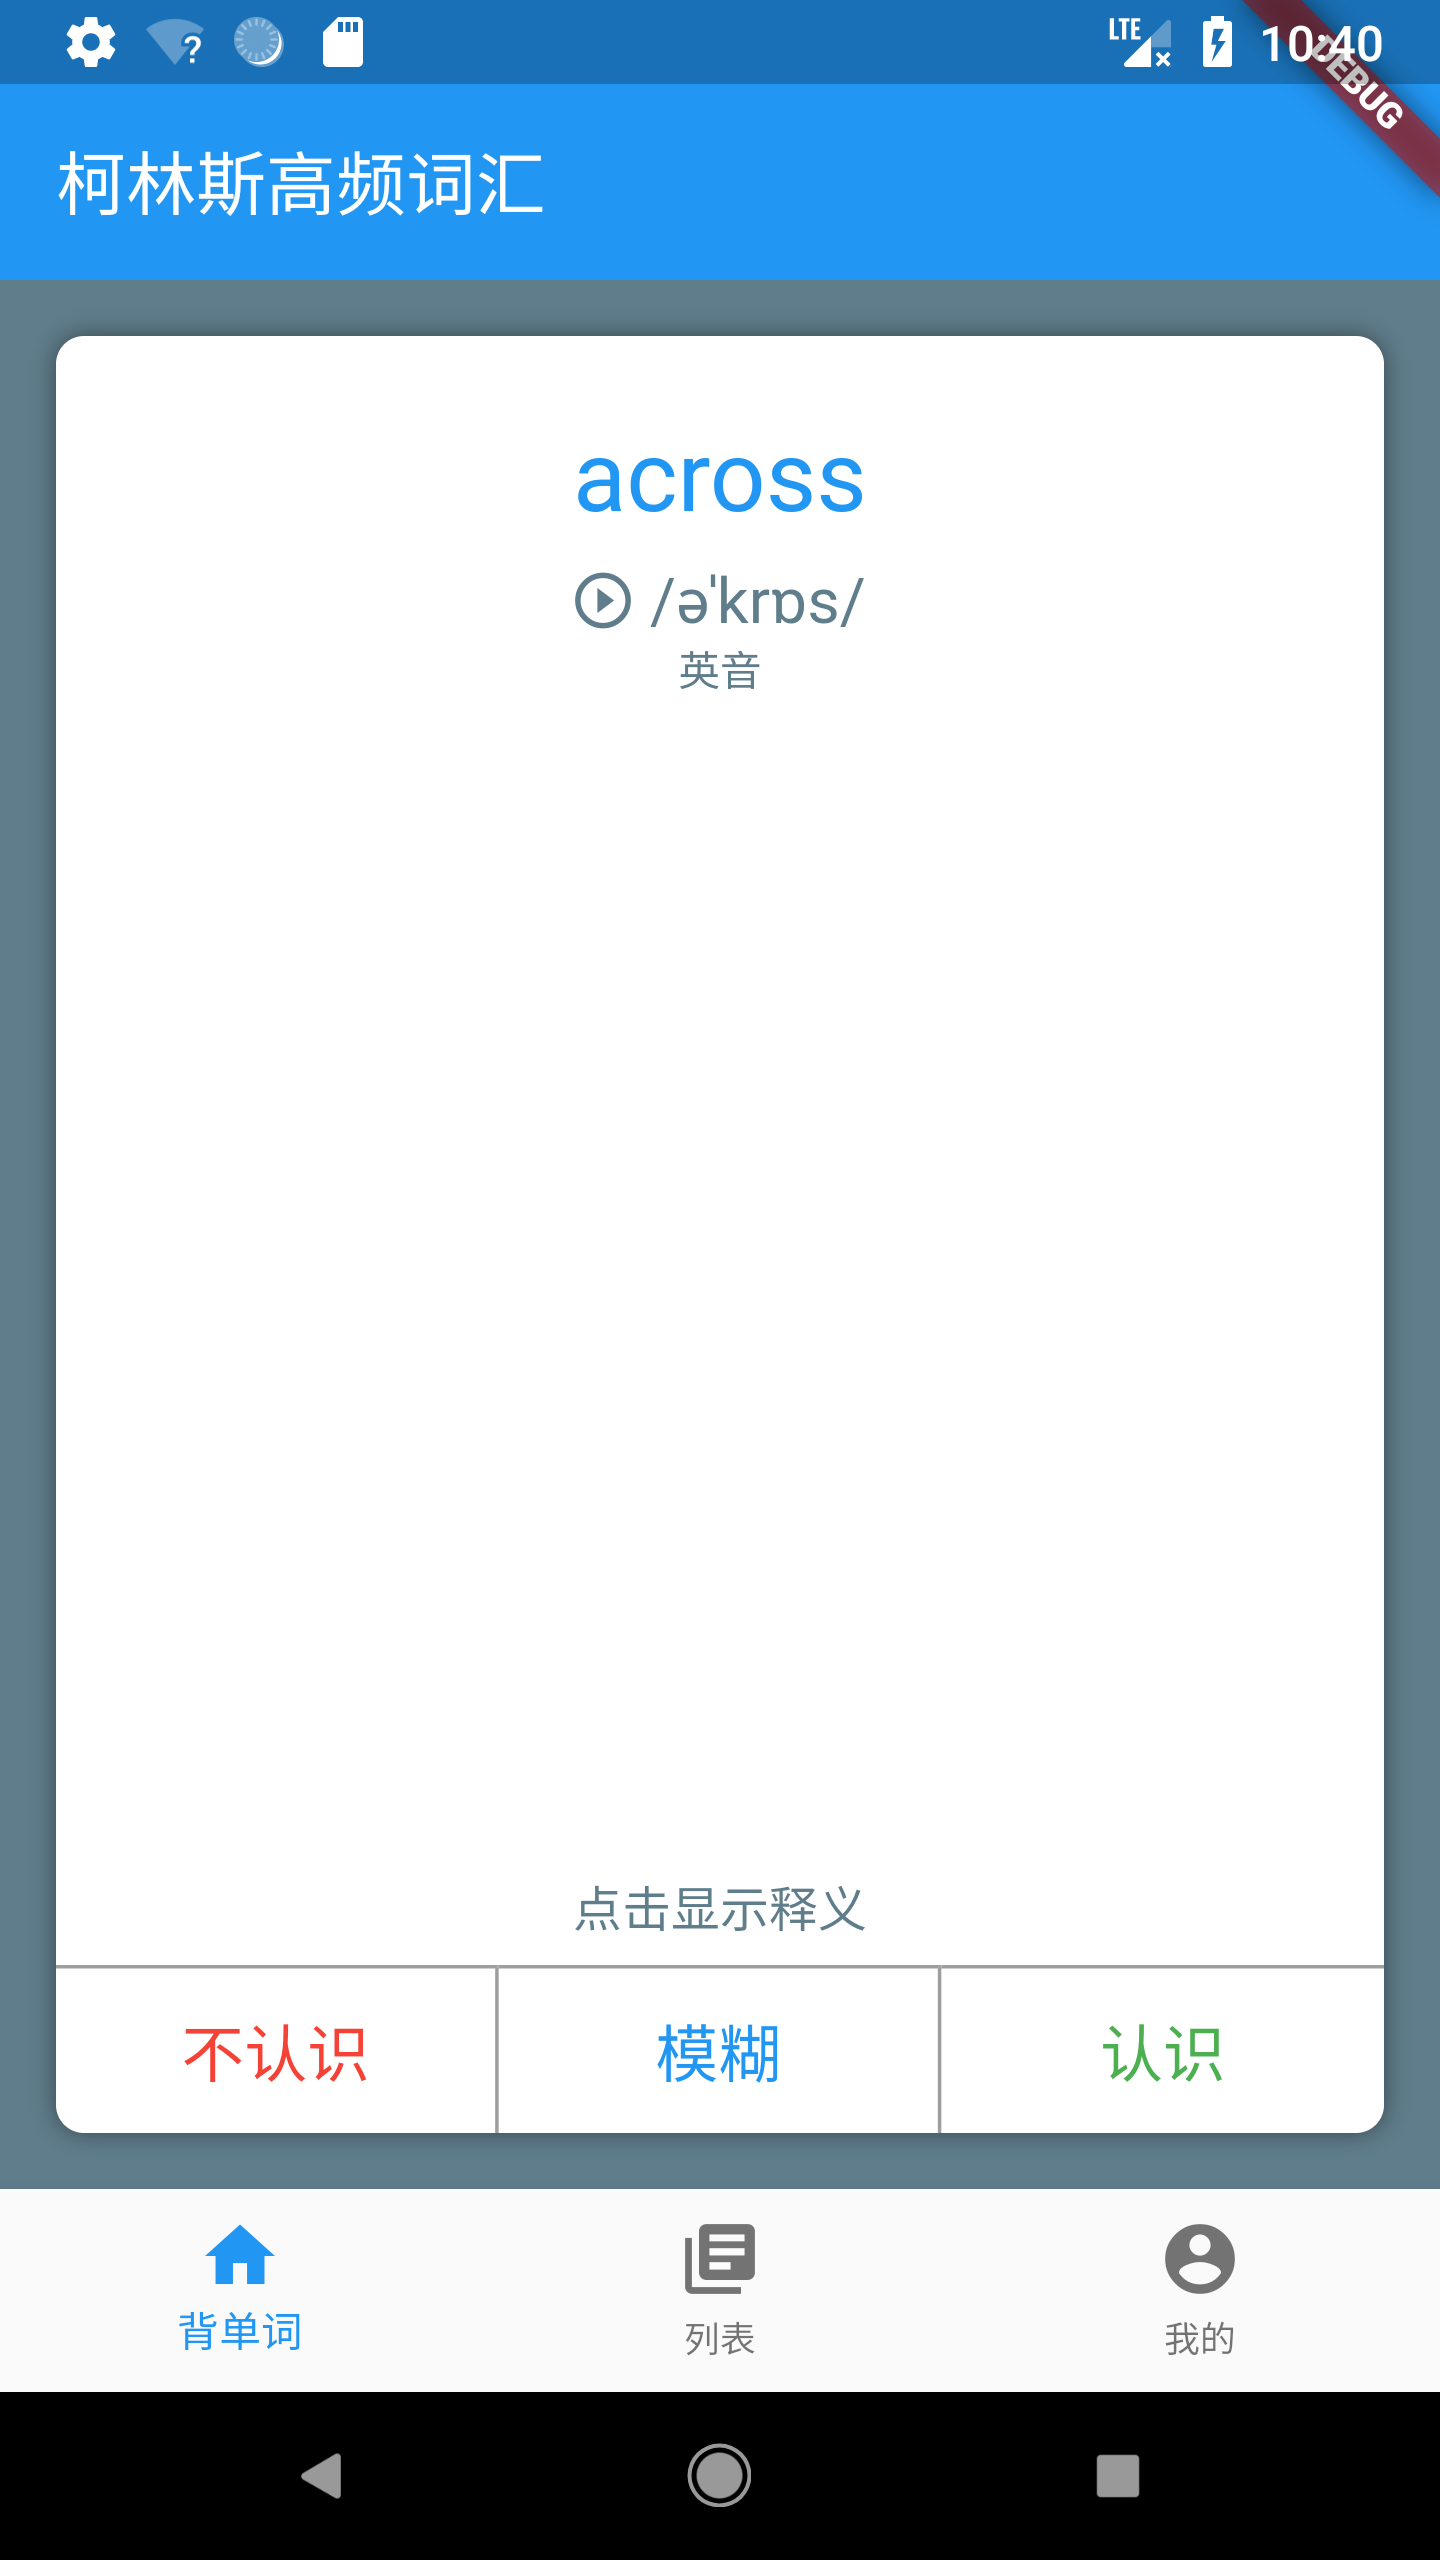 LTE
10:40
DEBUG
柯林斯高频词汇
across
/əˈkrɒs/
英音
点击显示释义
不认识
模糊
认识
背单词
列表
我的